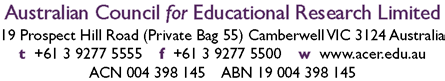 Australian Council for Educational Research Limited
19 Prospect Hill Road (Private Bag 55) Camberwell VIC 3124 Australia
t +61 3 9277 5555 f +61 3 9277 5500 w www.acer.edu.au
ACN 004 398 145 ABN 19 004 398 145